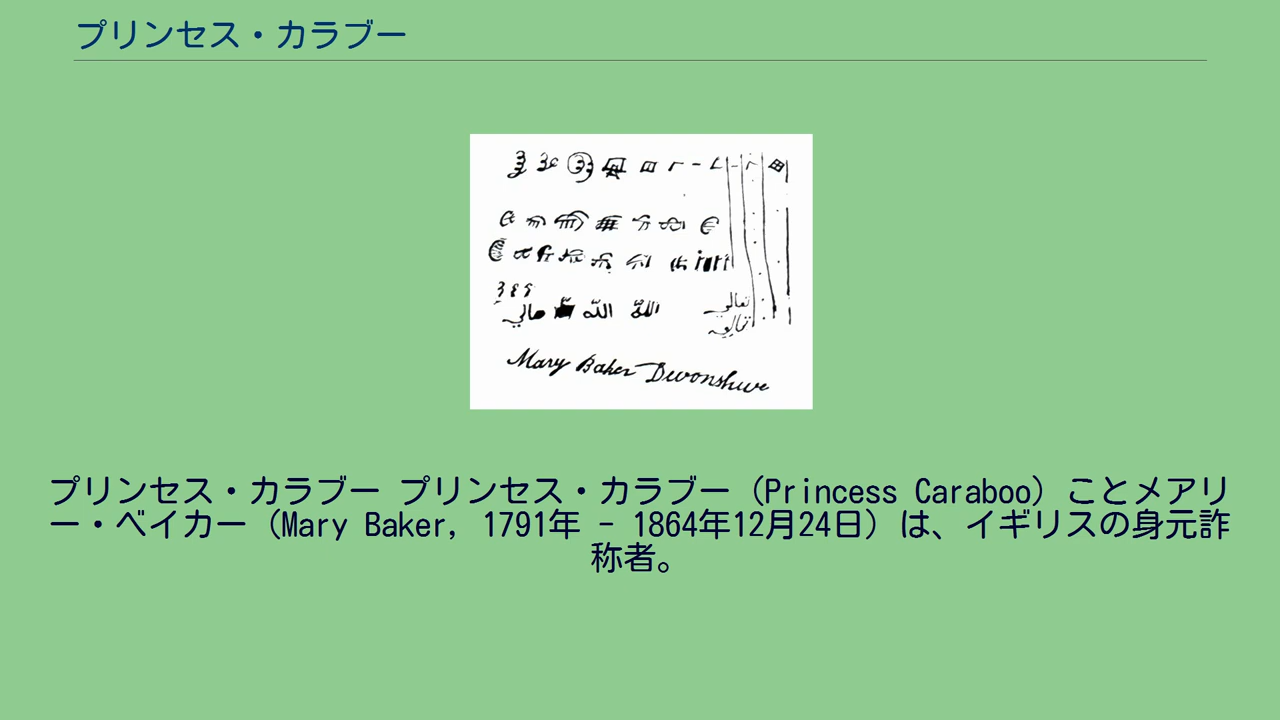 プリンセス・カラブー
Mary Baker Devonshire
プリンセス・カラブー プリンセス・カラブー（Princess Caraboo）ことメアリ
ー・ベイカー（Mary Baker, 1791年 - 1864年12月24日）は、イギリスの身元詐
称者。